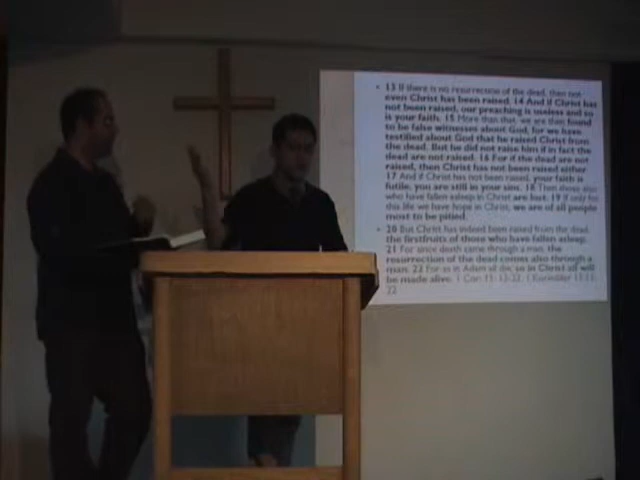 • 13 If there is no resurrection of the dead, then not
even Christ has been raised. 14 And if Christ has
not been raised, our preaching is useless and so
is your faith. 15 More than that, we are then found
to be false witnesses about God, for we have
testified about God that he raised Christ from
the dead. But he did not raise him if in fact the
dead are not raised. 16 For if the dead are not
raised, then Christ has not been raised either.
17 And if Christ has not been raised, your faith is
futile; you are still in your sins. 18 Then those also
who have fallen asleep in Christ are lost. 19 If only for
this life we have hope in Christ, we are of all people
most to be pitied.
• 20 But Christ has indeed been raised from the dead,
the firstfruits of those who have fallen asleep.
21 For since death came through a man, the
resurrection of the dead comes also through a
man. 22 For as in Adam all die, so in Christ all will
be made alive. 1 Cor. 15:13-22.
22